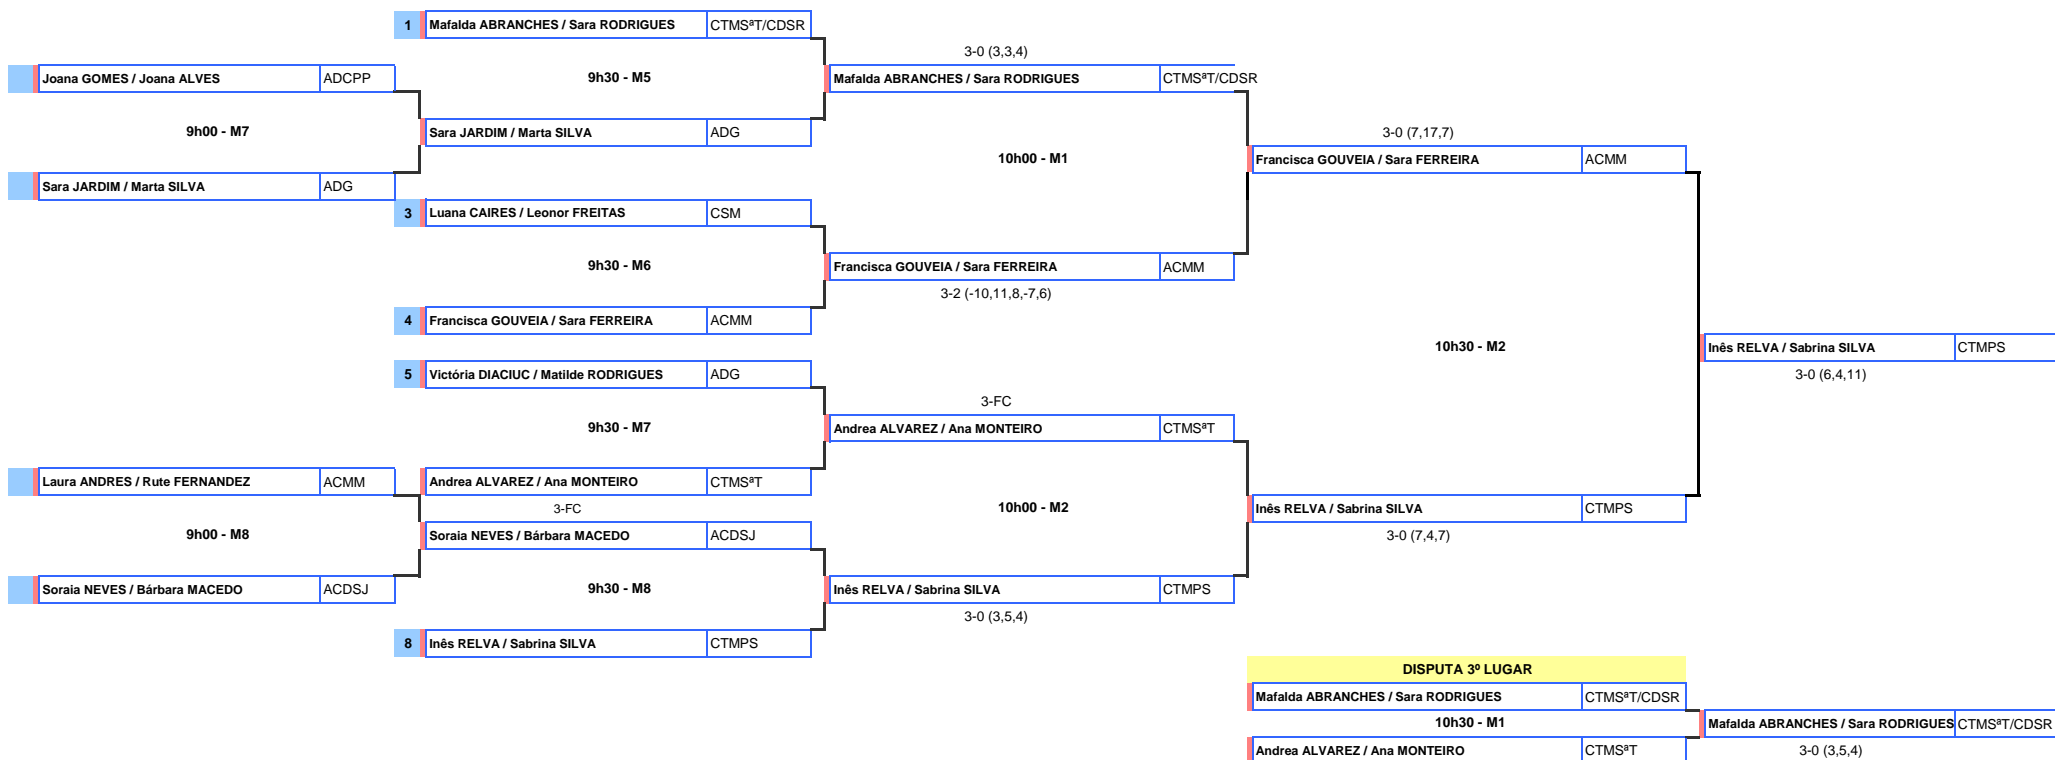 1 Mafalda ABRANCHES / Sara RODRIGUES CTMSªT/CDSR
3-0 (3,3,4)
Joana GOMES / Joana ALVES ADCPP 9h30 - M5 Mafalda ABRANCHES / Sara RODRIGUES CTMSªT/CDSR
9h00 - M7 Sara JARDIM / Marta SILVA ADG 3-0 (7,17,7)
10h00 - M1 Francisca GOUVEIA / Sara FERREIRA ACMM
Sara JARDIM / Marta SILVA ADG
3 Luana CAIRES / Leonor FREITAS CSM
9h30 - M6 Francisca GOUVEIA / Sara FERREIRA ACMM
3-2 (-10,11,8,-7,6)
4 Francisca GOUVEIA / Sara FERREIRA ACMM
10h30 - M2 Inês RELVA / Sabrina SILVA CTMPS
5 Victória DIACIUC / Matilde RODRIGUES ADG 3-0 (6,4,11)
3-FC
9h30 - M7 Andrea ALVAREZ / Ana MONTEIRO CTMSªT
Laura ANDRES / Rute FERNANDEZ ACMM Andrea ALVAREZ / Ana MONTEIRO CTMSªT
3-FC 10h00 - M2 Inês RELVA / Sabrina SILVA CTMPS
9h00 - M8 Soraia NEVES / Bárbara MACEDO ACDSJ 3-0 (7,4,7)
Soraia NEVES / Bárbara MACEDO ACDSJ 9h30 - M8 Inês RELVA / Sabrina SILVA CTMPS
3-0 (3,5,4)
8 Inês RELVA / Sabrina SILVA CTMPS
DISPUTA 3º LUGAR
Mafalda ABRANCHES / Sara RODRIGUES CTMSªT/CDSR
10h30 - M1 Mafalda ABRANCHES / Sara RODRIGUES CTMSªT/CDSR
Andrea ALVAREZ / Ana MONTEIRO CTMSªT 3-0 (3,5,4)